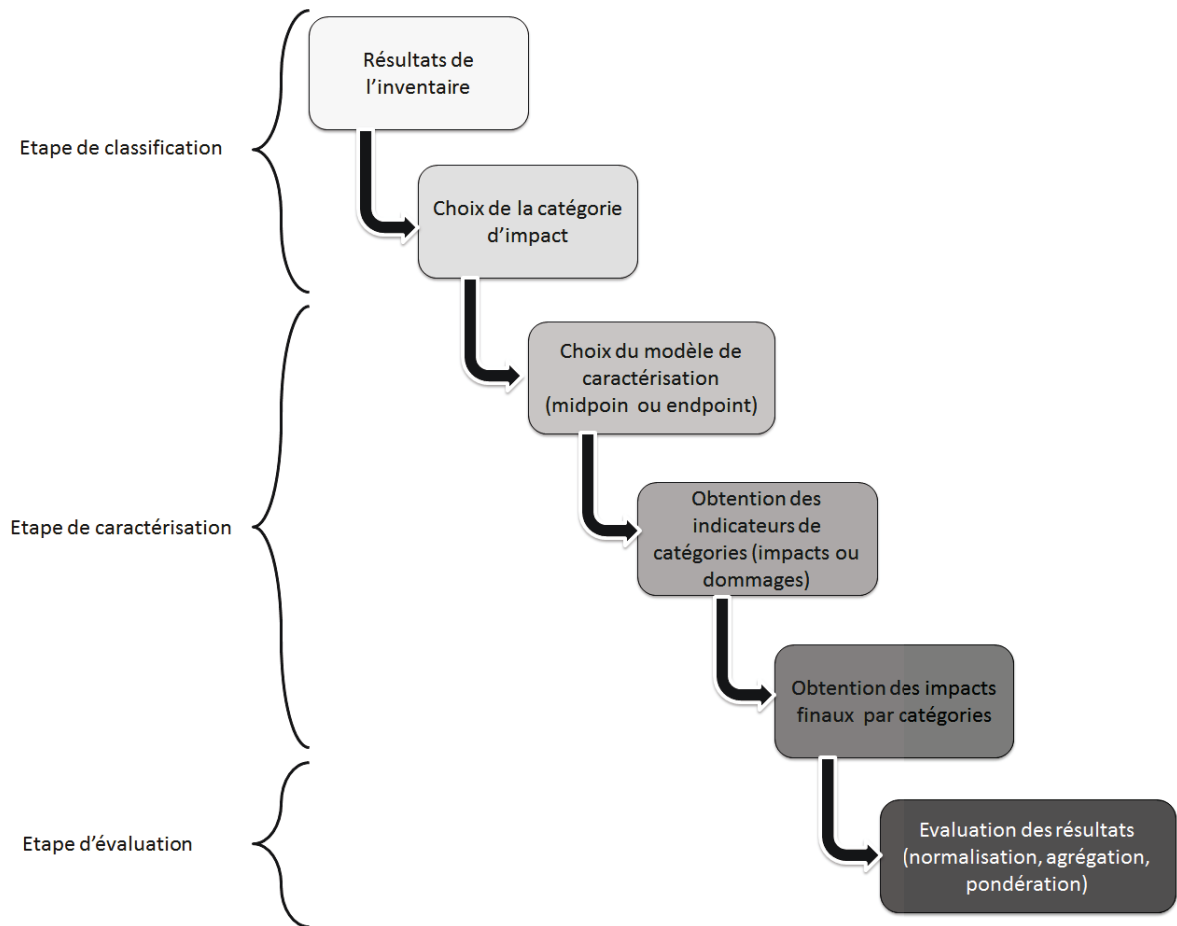 Résultats de
l'inventaire
Etape de classification
Choix de la catégorie
d'impact
Choix du modèle de
caractérisation
(midpoin ou endpoint)
Etape de caractérisation
Obtention des
indicateurs de
catégories (impacts ou
dommages)
Obtention des impacts
finaux par catégories
Etape d'évaluation
Evaluation des résultats
(normalisation, agrégation,
pondération)